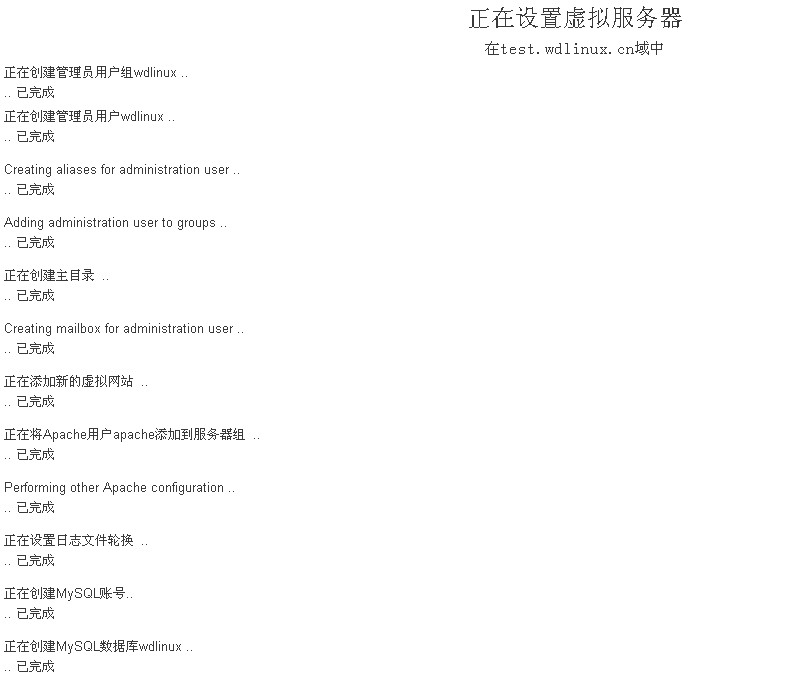 正在设置虚拟服务器
在test.wdlinux.cn域中
正在创建管理员用户组wdlinux ..
.. 已完成
正在创建管理员用户wdlinux ..
.. 已完成
Creating aliases for administration user ..
.. 已完成
Adding administration user to groups ..
.. 已完成
正在创建主目录 ..
.. 已完成
Creating mailbox for administration user ..
.. 已完成
正在添加新的虚拟网站 ..
.. 已完成
正在将Apache用户apache添加到服务器组 ..
.. 已完成
Performing other Apache configuration ..
.. 已完成
正在设置日志文件轮换 ..
.. 已完成
正在创建MySQL账号..
.. 已完成
正在创建MySQL数据库wdlinux ..
.. 已完成